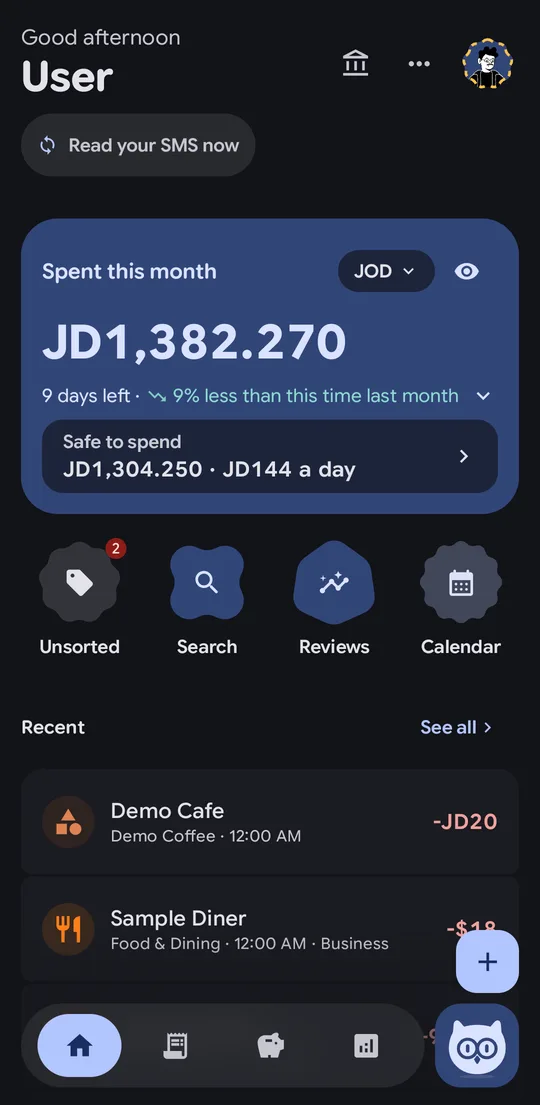 Good afternoon
User
Read your SMS now
Spent this month
JOD
JD1,382.270
9 days left · 9% less than this time last month
Safe to spend
JD1,304.250 · JD144 a day
2
Unsorted
Search
Reviews
Calendar
Recent
See all
Demo Cafe
Demo Coffee · 12:00 AM
-JD20
Sample Diner
Food & Dining · 12:00 AM · Business
-$18